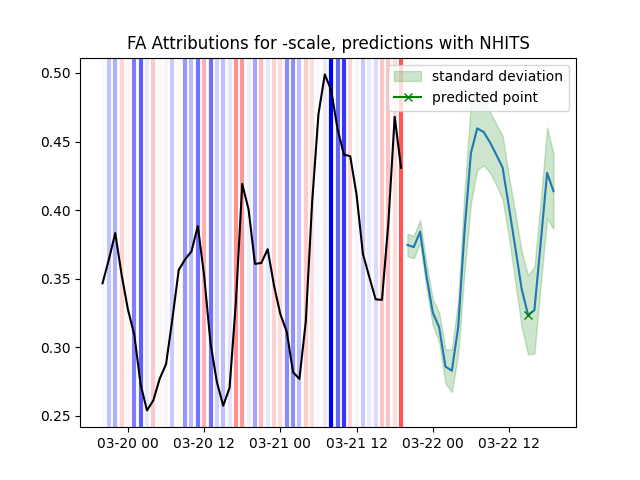 FA Attributions for -scale, predictions with NHITS
standard deviation
predicted point
0.50
0.45
0.40
0.35
0.30
0.25
03-20 00 03-20 12 03-21 00 03-21 12 03-22 00 03-22 12